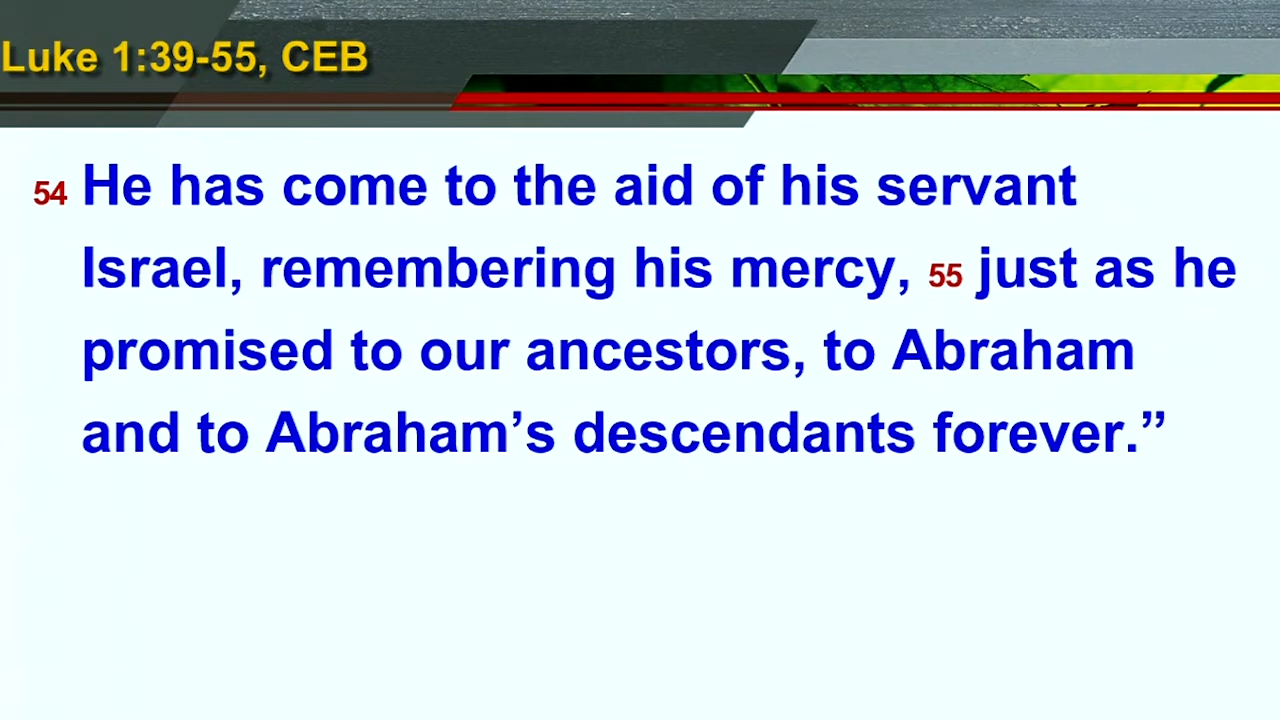 Luke 1:39-55, CEB
54 He has come to the aid of his servant
Israel, remembering his mercy, 55 just as he
promised to our ancestors, to Abraham
and to Abraham’s descendants forever.”